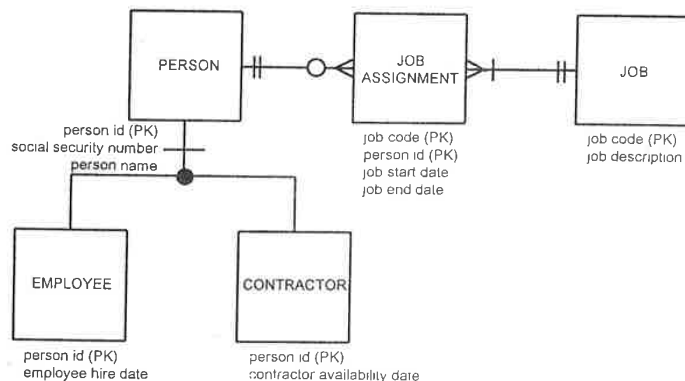 PERSON
JOB
ASSIGNMENT
JOB
person id (PK)
social security number
person name
job code (PK)
person id (PK)
job start date
job end date
job code (PK)
job description
EMPLOYEE
CONTRACTOR
person id (PK)
employee hire date
person id (PK)
contractor availability date